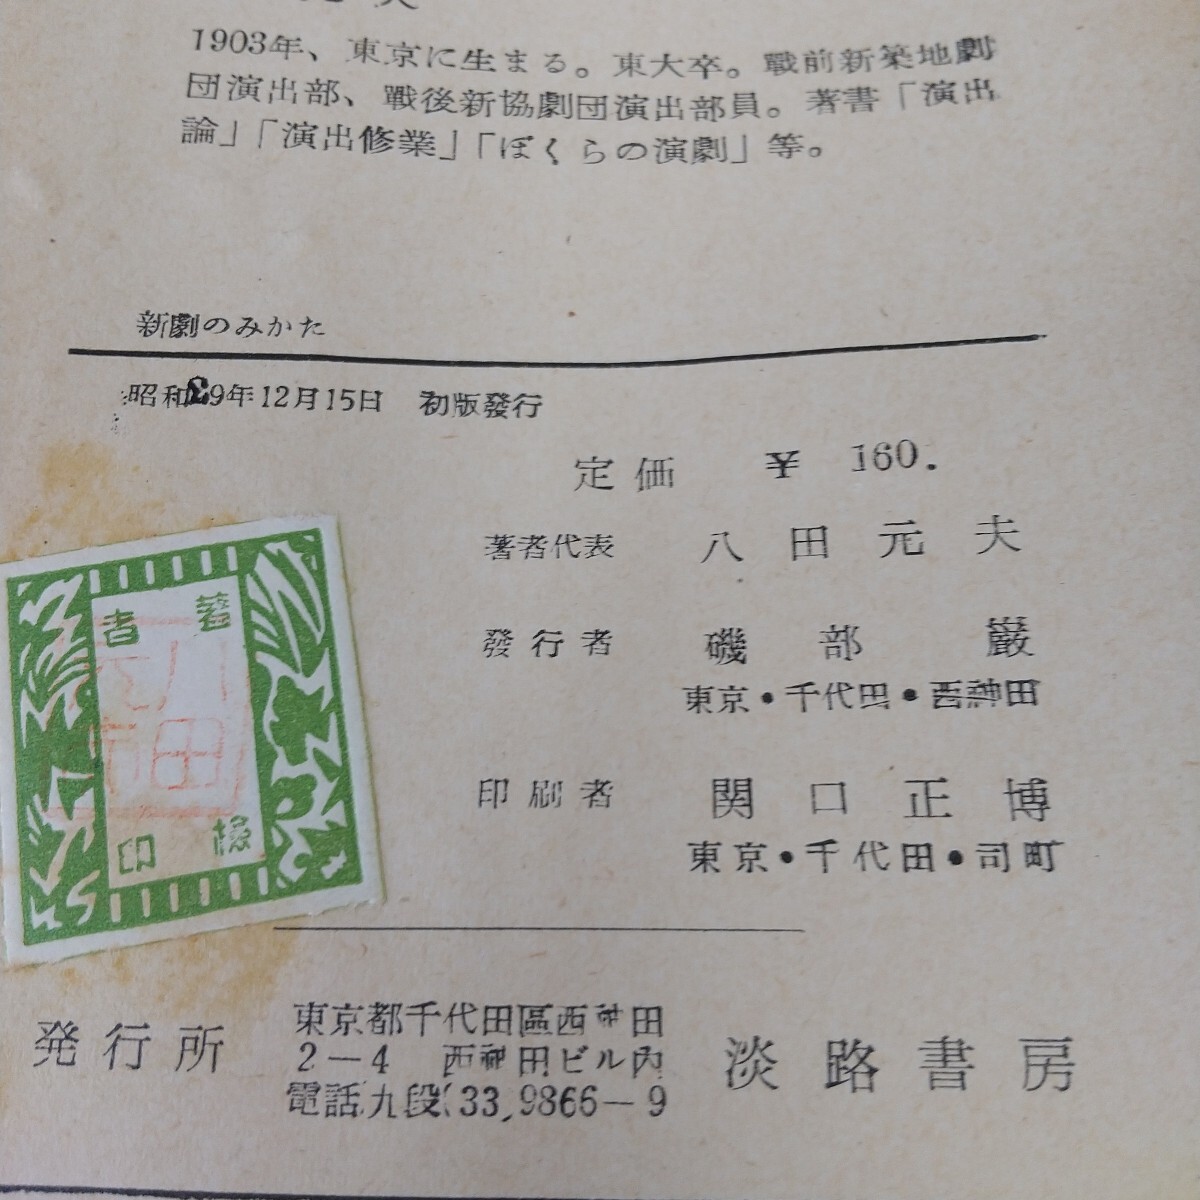 1903年、東京に生まる。東大卒。戰前新築地劇
団演出部、戰後新協劇団演出部員。著書「演出
論」「演出修業」「ぼくらの演劇」等。
新劇のみかた
昭和29年12月15日 初版發行
定価 ¥ 160.
著者代表 八田元夫
發行者 磯部 巖
東京・千代田・西神田
印刷者 関口正博
東京・千代田・司町
著者
検印
八田元夫
発行所
東京都千代田區西神田
2-4 西神田ビル內
電話九段(33)9866-9
淡路書房